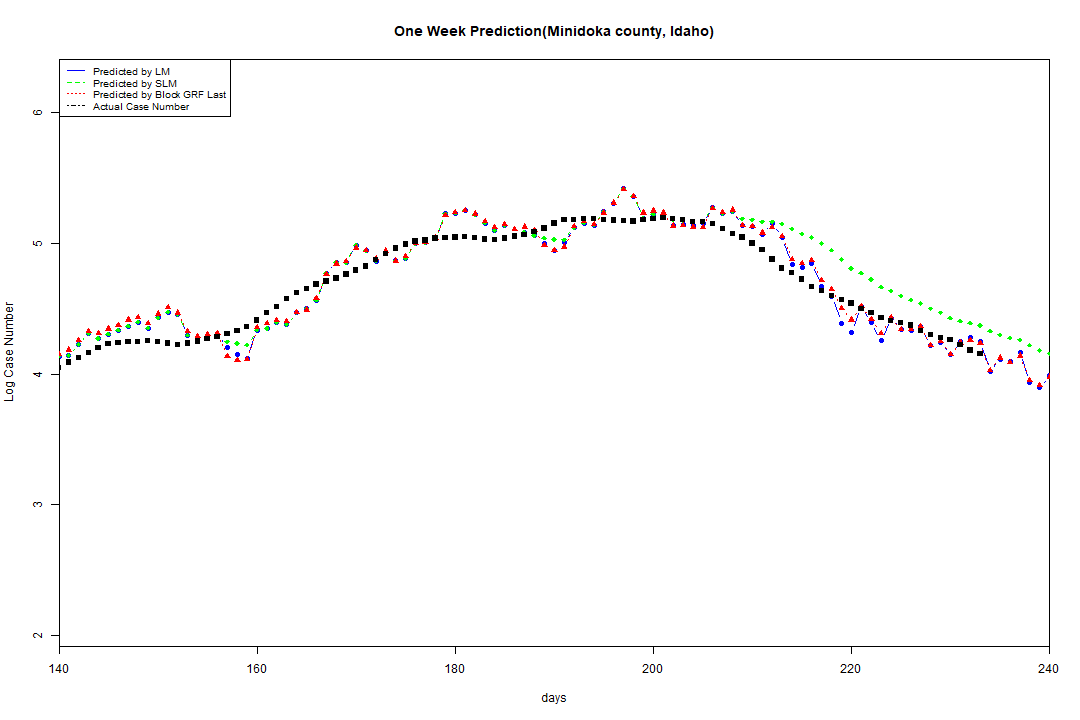 One Week Prediction(Minidoka county, Idaho)
Predicted by LM
Predicted by SLM
Predicted by Block GRF Last
Actual Case Number
6
5
4
3
2
Log Case Number
140 160 180 200 220 240
days